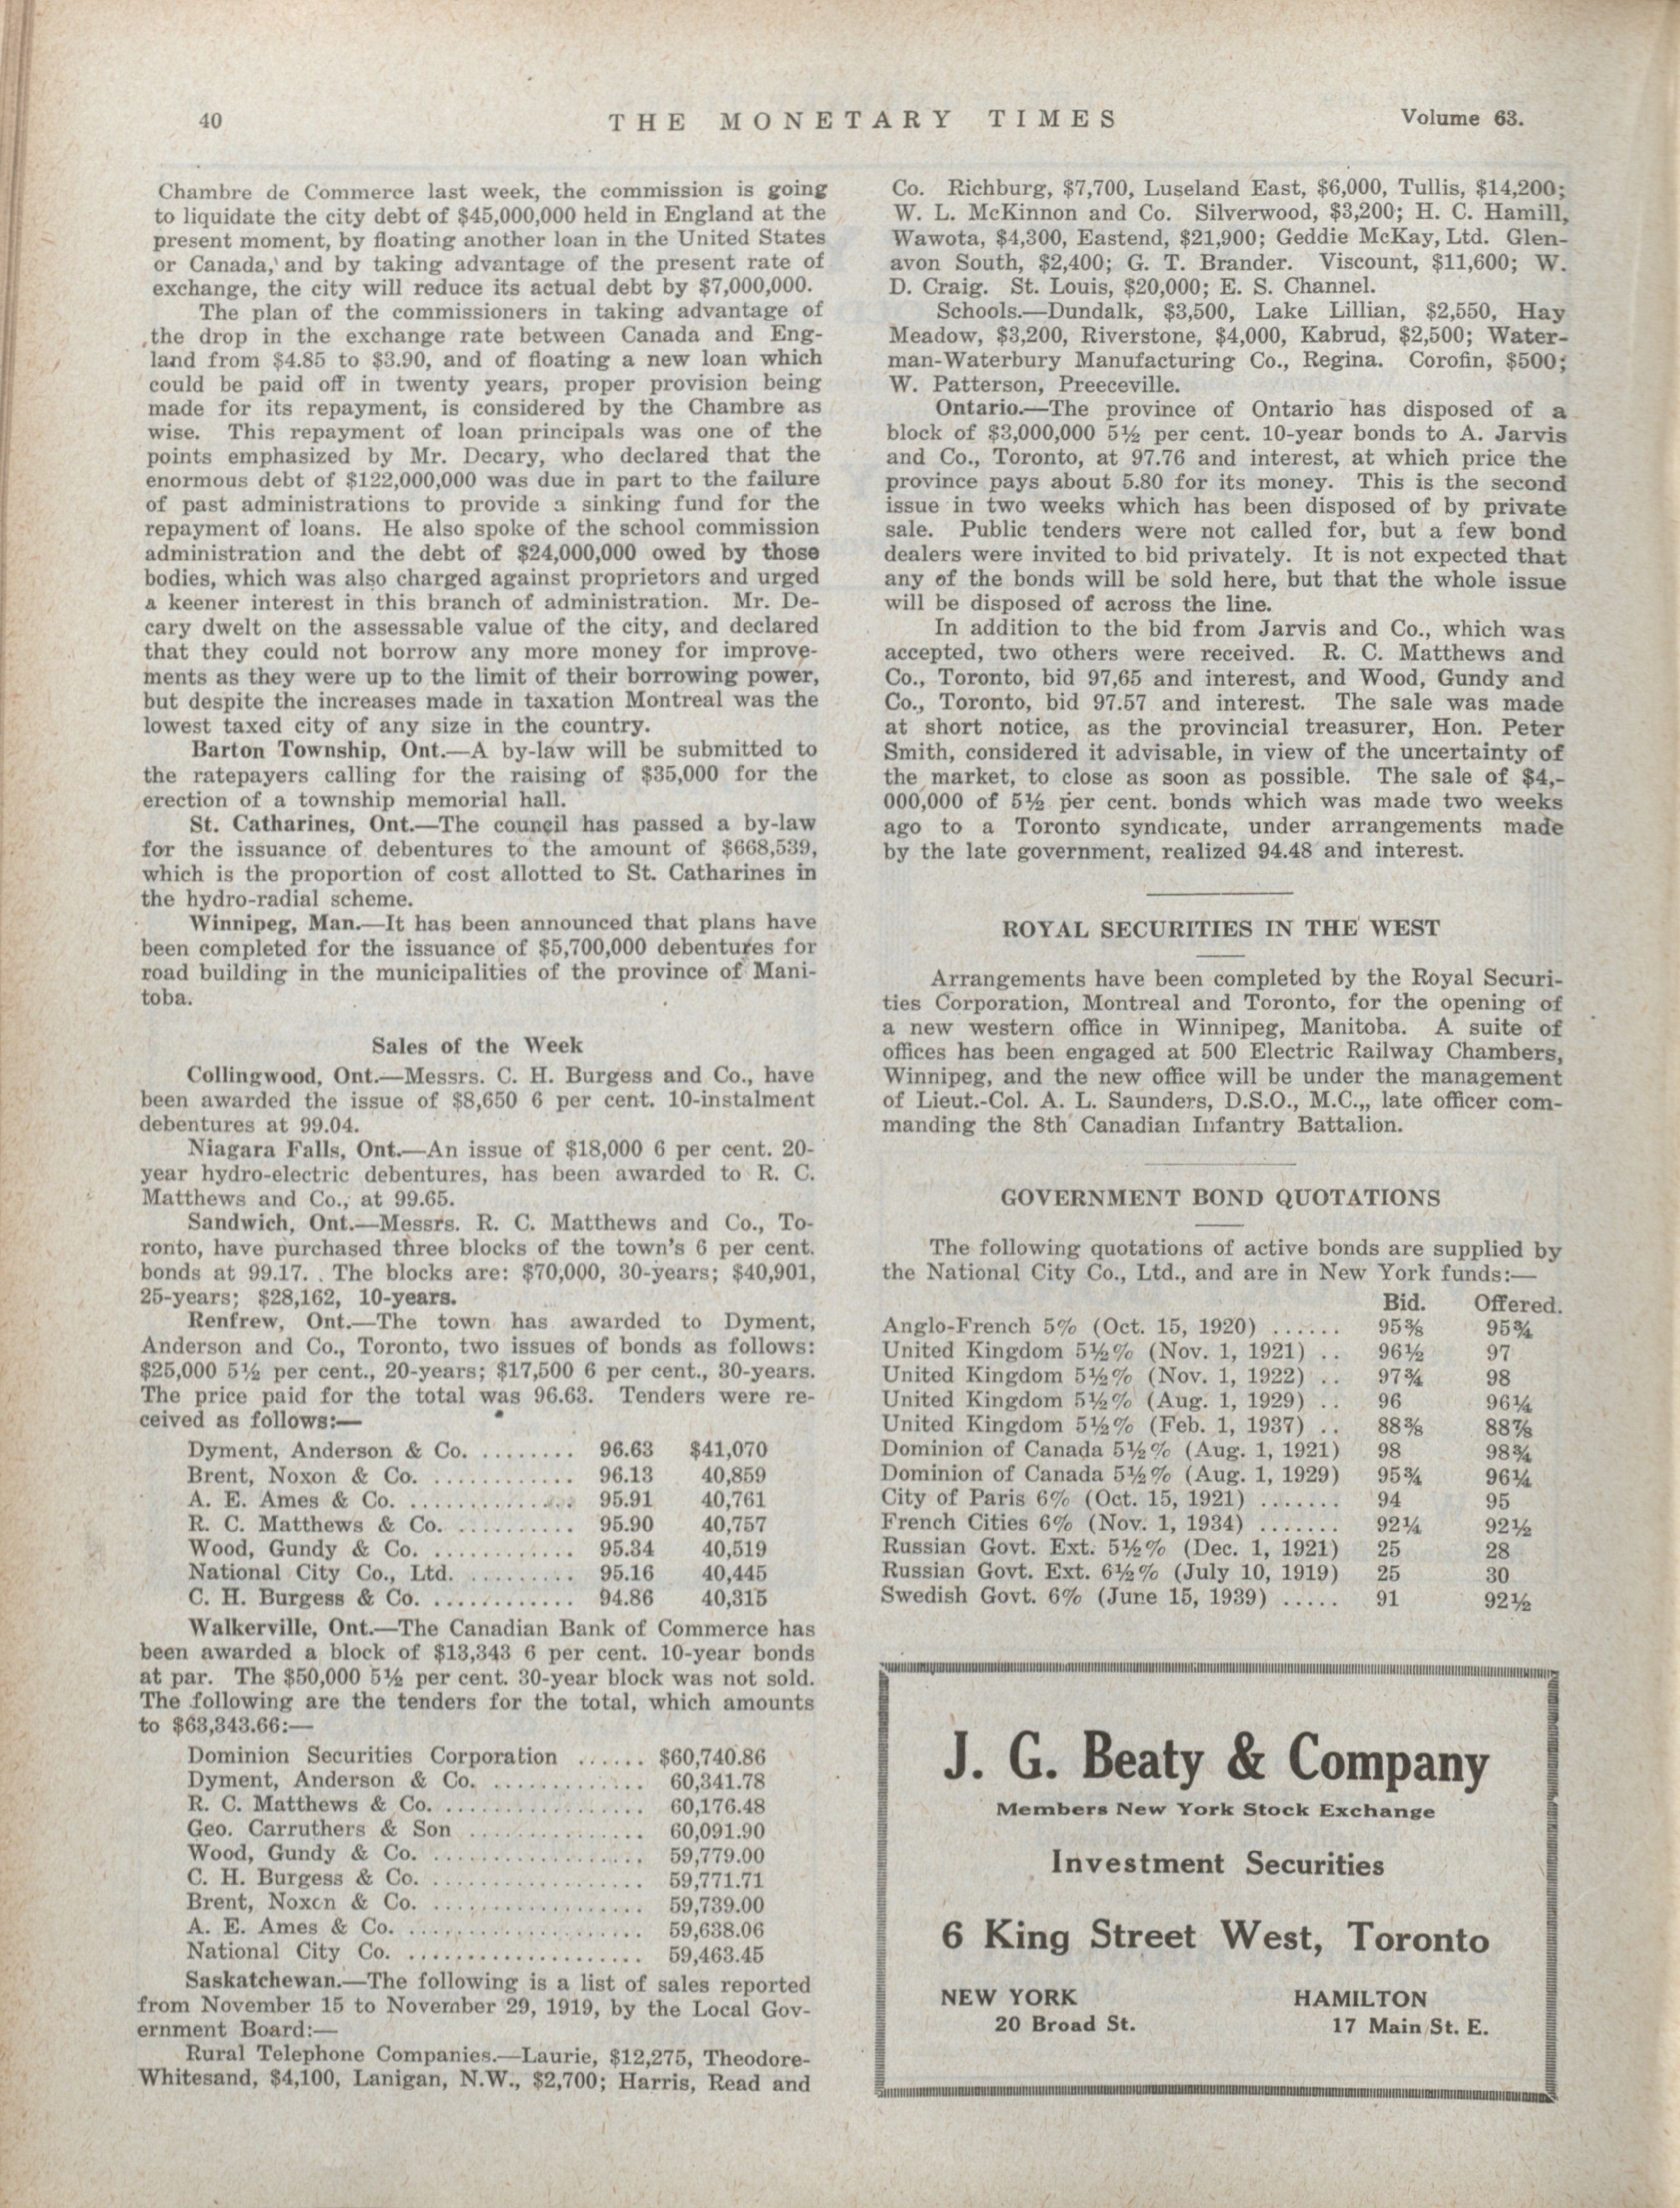 40
THE MONETARY TIMES
Volume 63.
Chambre de Commerce last week, the commission is going
to liquidate the city debt of $45,000,000 held in England at the
present moment, by floating another loan in the United States
or Canada, and by taking advantage of the present rate of
exchange, the city will reduce its actual debt by $7,000,000.
The plan of the commissioners in taking advantage of
the drop in the exchange rate between Canada and Eng-
land from $4.85 to $3.90, and of floating a new loan which
could be paid off in twenty years, proper provision being
made for its repayment, is considered by the Chambre as
wise. This repayment of loan principals was one of the
points emphasized by Mr. Decary, who declared that the
enormous debt of $122,000,000 was due in part to the failure
of past administrations to provide a sinking fund for the
repayment of loans. He also spoke of the school commission
administration and the debt of $24,000,000 owed by those
bodies, which was also charged against proprietors and urged
a keener interest in this branch of administration. Mr. De-
cary dwelt on the assessable value of the city, and declared
that they could not borrow any more money for improve-
ments as they were up to the limit of their borrowing power,
but despite the increases made in taxation Montreal was the
lowest taxed city of any size in the country.
Barton Township, Ont.—A by-law will be submitted to
the ratepayers calling for the raising of $35,000 for the
erection of a township memorial hall.
St. Catharines, Ont.—The council has passed a by-law
for the issuance of debentures to the amount of $668,539,
which is the proportion of cost allotted to St. Catharines in
the hydro-radial scheme.
Winnipeg, Man.—It has been announced that plans have
been completed for the issuance of $5,700,000 debentures for
road building in the municipalities of the province of Mani-
toba.
Sales of the Week
Collingwood, Ont.—Messrs. C. H. Burgess and Co., have
been awarded the issue of $8,650 6 per cent. 10-instalment
debentures at 99.04.
Niagara Falls, Ont.—An issue of $18,000 6 per cent. 20-
year hydro-electric debentures, has been awarded to R. C.
Matthews and Co., at 99.65.
Sandwich, Ont.—Messrs. R. C. Matthews and Co., To-
ronto, have purchased three blocks of the town's 6 per cent.
bonds at 99.17. The blocks are: $70,000, 30-years; $40,901,
25-years; $28,162, 10-years.
Renfrew, Ont.—The town has awarded to Dyment,
Anderson and Co., Toronto, two issues of bonds as follows:
$25,000 5½ per cent., 20-years; $17,500 6 per cent., 30-years.
The price paid for the total was 96.63. Tenders were re-
ceived as follows:—
Dyment, Anderson & Co. ........ 96.63 $41,070
Brent, Noxon & Co. ............ 96.13 40,859
A. E. Ames & Co. .............. 95.91 40,761
R. C. Matthews & Co. .......... 95.90 40,757
Wood, Gundy & Co. ............ 95.34 40,519
National City Co., Ltd. ......... 95.16 40,445
C. H. Burgess & Co. ............ 94.86 40,315
Walkerville, Ont.—The Canadian Bank of Commerce has
been awarded a block of $13,343 6 per cent. 10-year bonds
at par. The $50,000 5½ per cent. 30-year block was not sold.
The following are the tenders for the total, which amounts
to $63,343.66:—
Dominion Securities Corporation ...... $60,740.86
Dyment, Anderson & Co. ............. 60,341.78
R. C. Matthews & Co. ................. 60,176.48
Geo. Carruthers & Son ............... 60,091.90
Wood, Gundy & Co. .................. 59,779.00
C. H. Burgess & Co. .................. 59,771.71
Brent, Noxon & Co. .................. 59,739.00
A. E. Ames & Co. .................... 59,638.06
National City Co. .................... 59,463.45
Saskatchewan.—The following is a list of sales reported
from November 15 to November 29, 1919, by the Local Gov-
ernment Board:—
Rural Telephone Companies.—Laurie, $12,275, Theodore-
Whitesand, $4,100, Lanigan, N.W., $2,700; Harris, Read and
Co. Richburg, $7,700, Luseland East, $6,000, Tullis, $14,200;
W. L. McKinnon and Co. Silverwood, $3,200; H. C. Hamill,
Wawota, $4,300, Eastend, $21,900; Geddie McKay, Ltd. Glen-
avon South, $2,400; G. T. Brander. Viscount, $11,600; W.
D. Craig. St. Louis, $20,000; E. S. Channel.
Schools.—Dundalk, $3,500, Lake Lillian, $2,550, Hay
Meadow, $3,200, Riverstone, $4,000, Kabrud, $2,500; Water-
man-Waterbury Manufacturing Co., Regina. Corofin, $500;
W. Patterson, Preeceville.
Ontario.—The province of Ontario has disposed of a
block of $3,000,000 5½ per cent. 10-year bonds to A. Jarvis
and Co., Toronto, at 97.76 and interest, at which price the
province pays about 5.80 for its money. This is the second
issue in two weeks which has been disposed of by private
sale. Public tenders were not called for, but a few bond
dealers were invited to bid privately. It is not expected that
any of the bonds will be sold here, but that the whole issue
will be disposed of across the line.
In addition to the bid from Jarvis and Co., which was
accepted, two others were received. R. C. Matthews and
Co., Toronto, bid 97,65 and interest, and Wood, Gundy and
Co., Toronto, bid 97.57 and interest. The sale was made
at short notice, as the provincial treasurer, Hon. Peter
Smith, considered it advisable, in view of the uncertainty of
the market, to close as soon as possible. The sale of $4,-
000,000 of 5½ per cent. bonds which was made two weeks
ago to a Toronto syndicate, under arrangements made
by the late government, realized 94.48 and interest.
ROYAL SECURITIES IN THE WEST
Arrangements have been completed by the Royal Securi-
ties Corporation, Montreal and Toronto, for the opening of
a new western office in Winnipeg, Manitoba. A suite of
offices has been engaged at 500 Electric Railway Chambers,
Winnipeg, and the new office will be under the management
of Lieut.-Col. A. L. Saunders, D.S.O., M.C.,, late officer com-
manding the 8th Canadian Infantry Battalion.
GOVERNMENT BOND QUOTATIONS
The following quotations of active bonds are supplied by
the National City Co., Ltd., and are in New York funds:—
Bid. Offered.
Anglo-French 5% (Oct. 15, 1920) ...... 95⅜ 95¾
United Kingdom 5½% (Nov. 1, 1921) .. 96½ 97
United Kingdom 5½% (Nov. 1, 1922) .. 97¾ 98
United Kingdom 5½% (Aug. 1, 1929) .. 96 96¼
United Kingdom 5½% (Feb. 1, 1937) .. 88⅜ 88⅞
Dominion of Canada 5½% (Aug. 1, 1921) 98 98¾
Dominion of Canada 5½% (Aug. 1, 1929) 95¾ 96¼
City of Paris 6% (Oct. 15, 1921) ....... 94 95
French Cities 6% (Nov. 1, 1934) ....... 92¼ 92½
Russian Govt. Ext. 5½% (Dec. 1, 1921) 25 28
Russian Govt. Ext. 6½% (July 10, 1919) 25 30
Swedish Govt. 6% (June 15, 1939) ..... 91 92½
J. G. Beaty & Company
Members New York Stock Exchange
Investment Securities
6 King Street West, Toronto
NEW YORK HAMILTON
20 Broad St. 17 Main St. E.